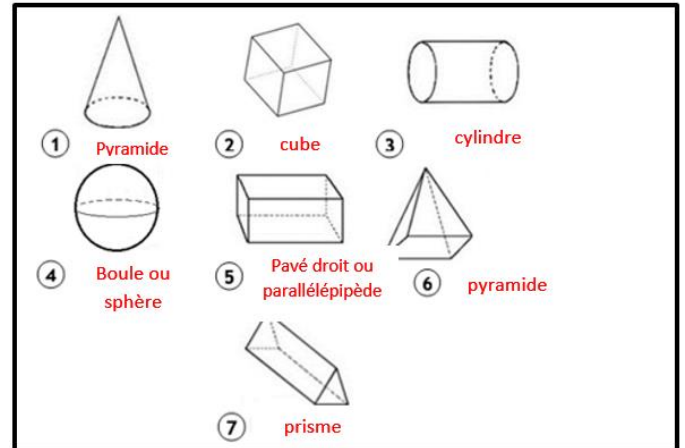 1 Pyramide
2 cube
3 cylindre
4 Boule ou
sphère
5 Pavé droit ou
parallélépipède
6 pyramide
7 prisme